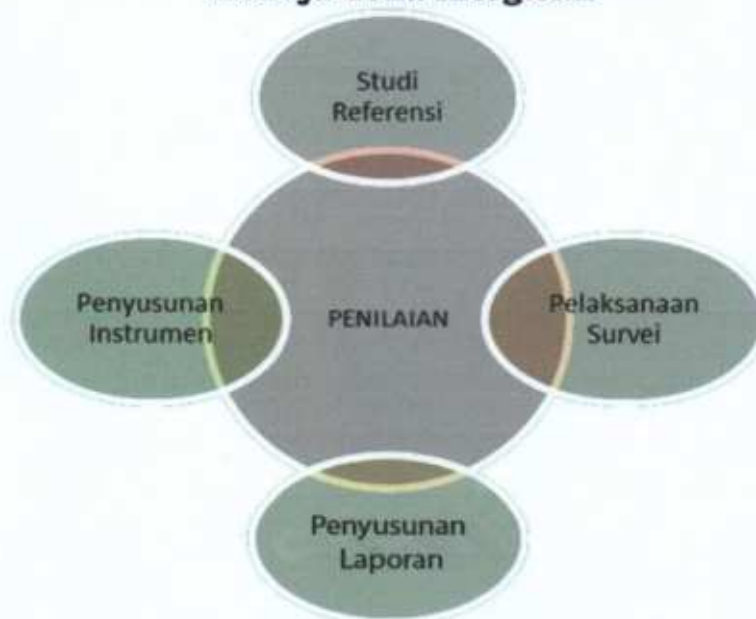 Studi
Referensi
Penyusunan
Instrumen
PENILAIAN
Pelaksanaan
Survei
Penyusunan
Laporan